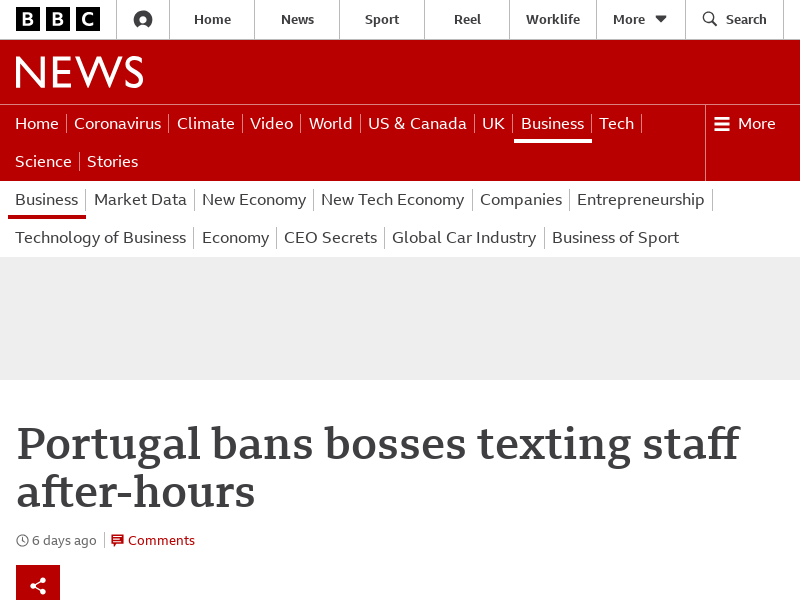 BBC Home News Sport Reel Worklife More Search
NEWS
Home Coronavirus Climate Video World US & Canada UK Business Tech More
Science Stories
Business Market Data New Economy New Tech Economy Companies Entrepreneurship
Technology of Business Economy CEO Secrets Global Car Industry Business of Sport
Portugal bans bosses texting staff
after-hours
6 days ago Comments